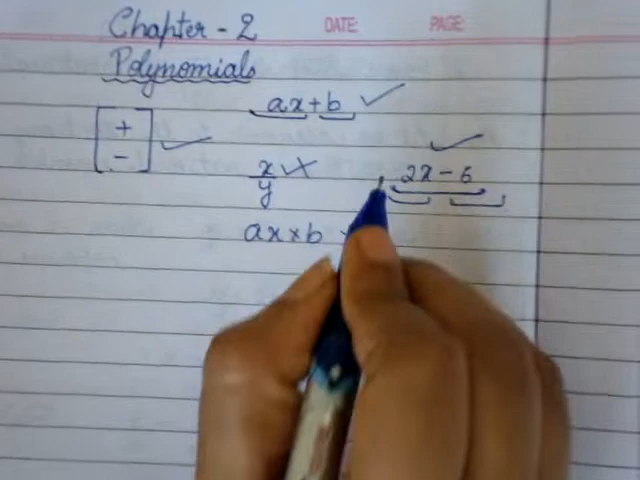 Chapter - 2 DATE: PAGE:
Polynomials
ax+b ✓
+ ✓
−
x/y ✗ 2x - 6 ✓
ax×b